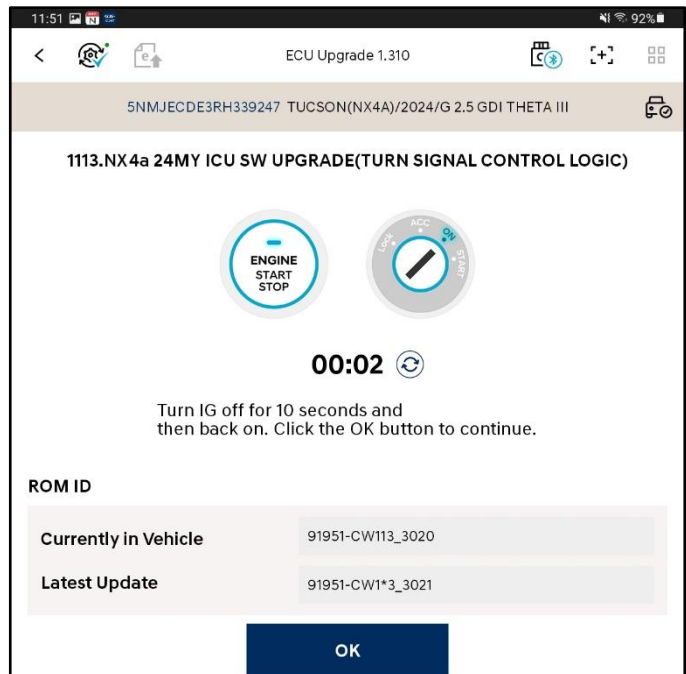 11:51 92%
ECU Upgrade 1.310
5NMJECDE3RH339247 TUCSON(NX4A)/2024/G 2.5 GDI THETA III
1113.NX4a 24MY ICU SW UPGRADE(TURN SIGNAL CONTROL LOGIC)
ENGINE
START
STOP
Lock ACC ON START
00:02
Turn IG off for 10 seconds and
then back on. Click the OK button to continue.
ROM ID
Currently in Vehicle 91951-CW113_3020
Latest Update 91951-CW1*3_3021
OK